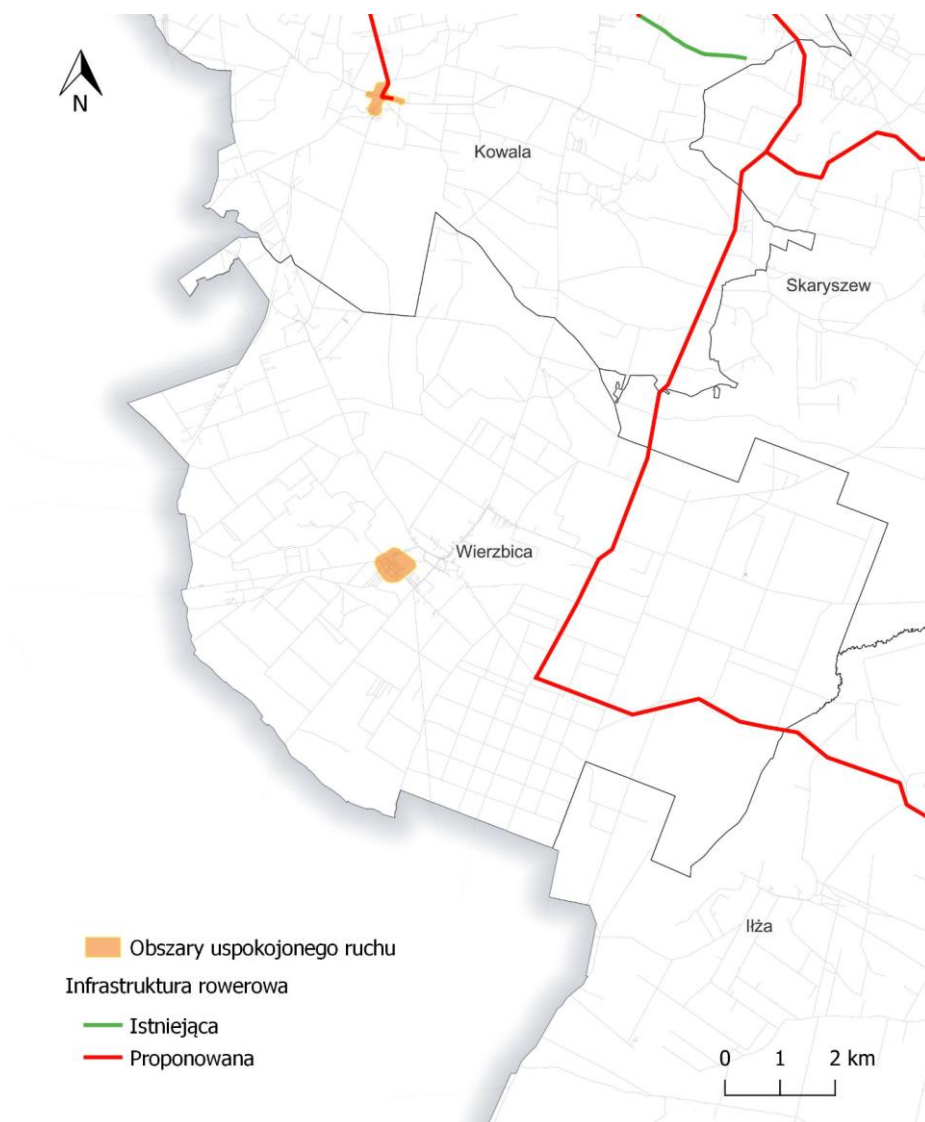 N
Kowala
Skaryszew
Wierzbica
Iłża
Obszary uspokojonego ruchu
Infrastruktura rowerowa
Istniejąca
Proponowana
0 1 2 km